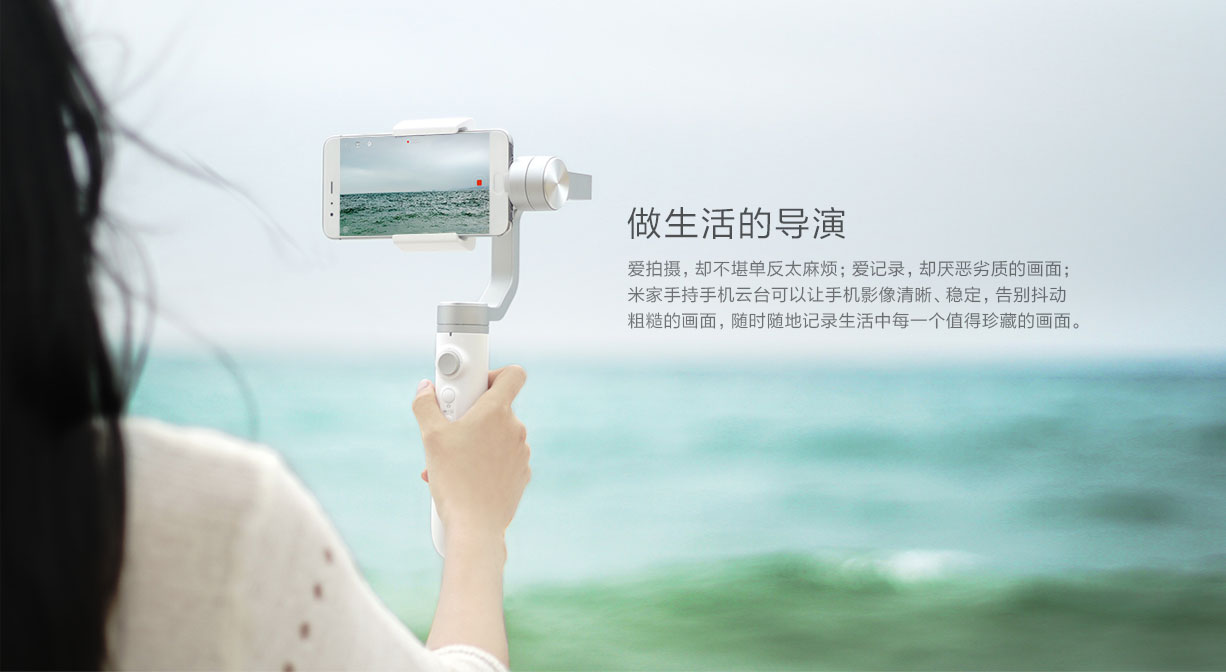 做生活的导演
爱拍摄，却不堪单反太麻烦；爱记录，却厌恶劣质的画面；
米家手持手机云台可以让手机影像清晰、稳定，告别抖动
粗糙的画面，随时随地记录生活中每一个值得珍藏的画面。